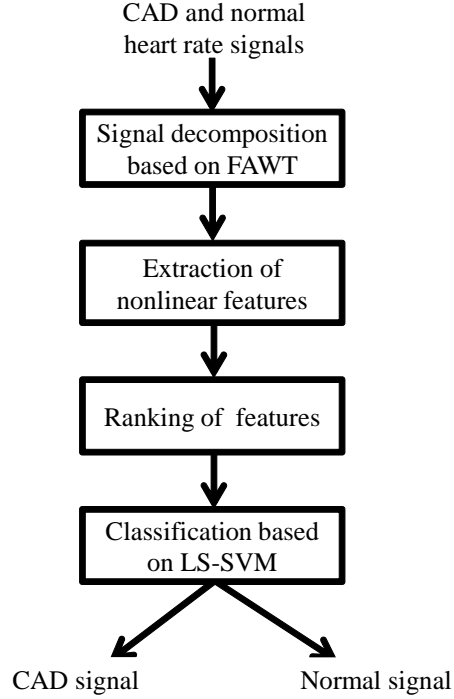 CAD and normal
heart rate signals
Signal decomposition
based on FAWT
Extraction of
nonlinear features
Ranking of features
Classification based
on LS-SVM
CAD signal
Normal signal